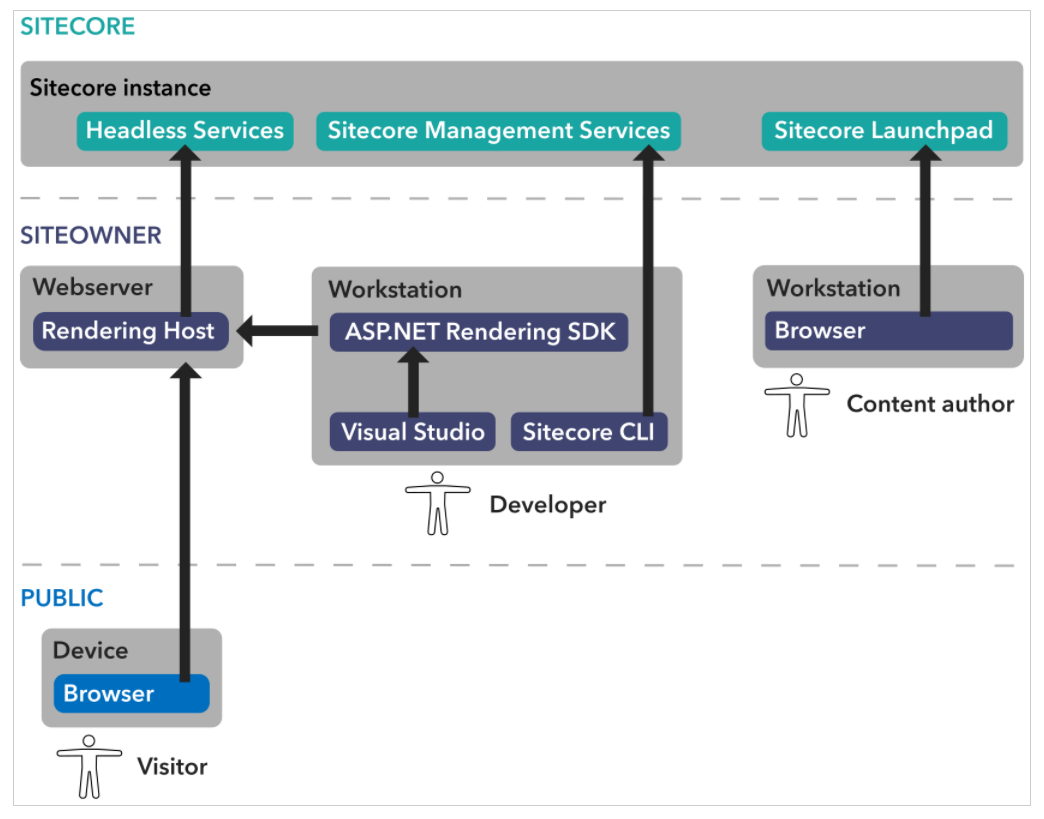 SITECORE
Sitecore instance
Headless Services
Sitecore Management Services
Sitecore Launchpad
SITEOWNER
Webserver
Rendering Host
Workstation
ASP.NET Rendering SDK
Visual Studio
Sitecore CLI
Developer
Workstation
Browser
Content author
PUBLIC
Device
Browser
Visitor